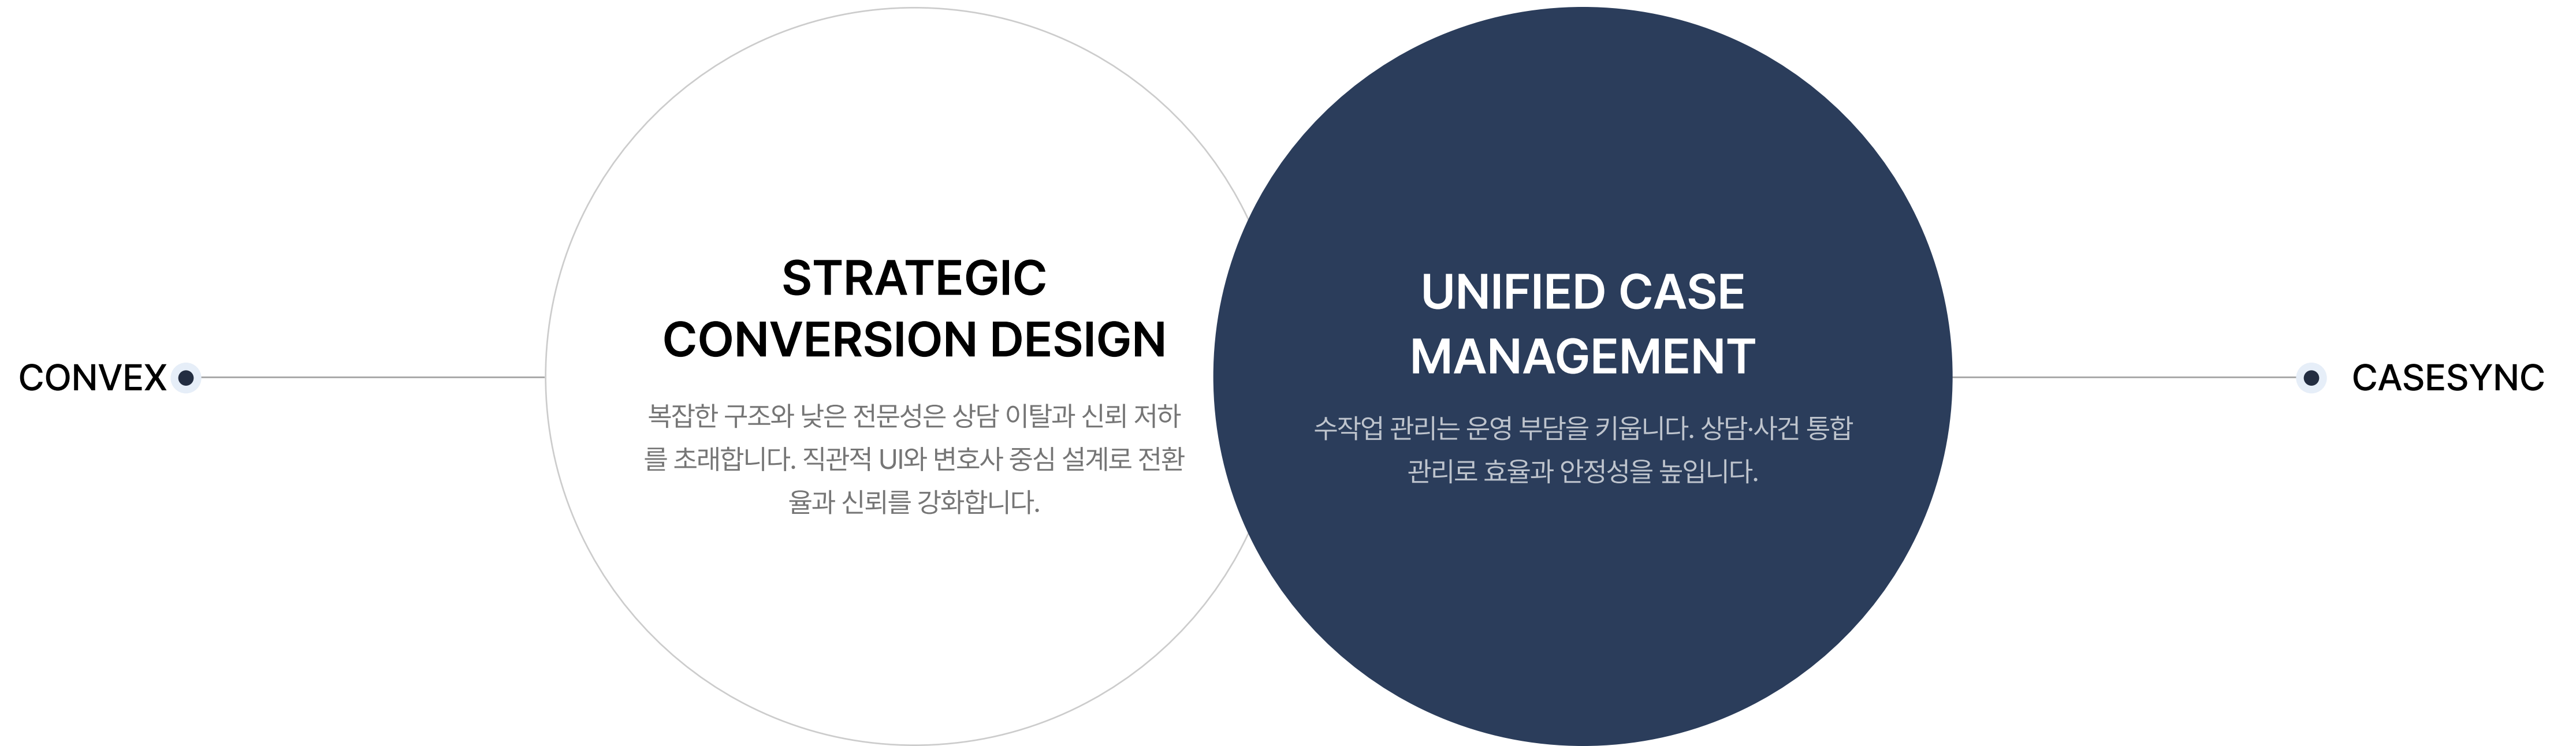 CONVEX
STRATEGIC
CONVERSION DESIGN
복잡한 구조와 낮은 전문성은 상담 이탈과 신뢰 저하
를 초래합니다. 직관적 UI와 변호사 중심 설계로 전환
율과 신뢰를 강화합니다.
UNIFIED CASE
MANAGEMENT
수작업 관리는 운영 부담을 키웁니다. 상담·사건 통합
관리로 효율과 안정성을 높입니다.
CASESYNC